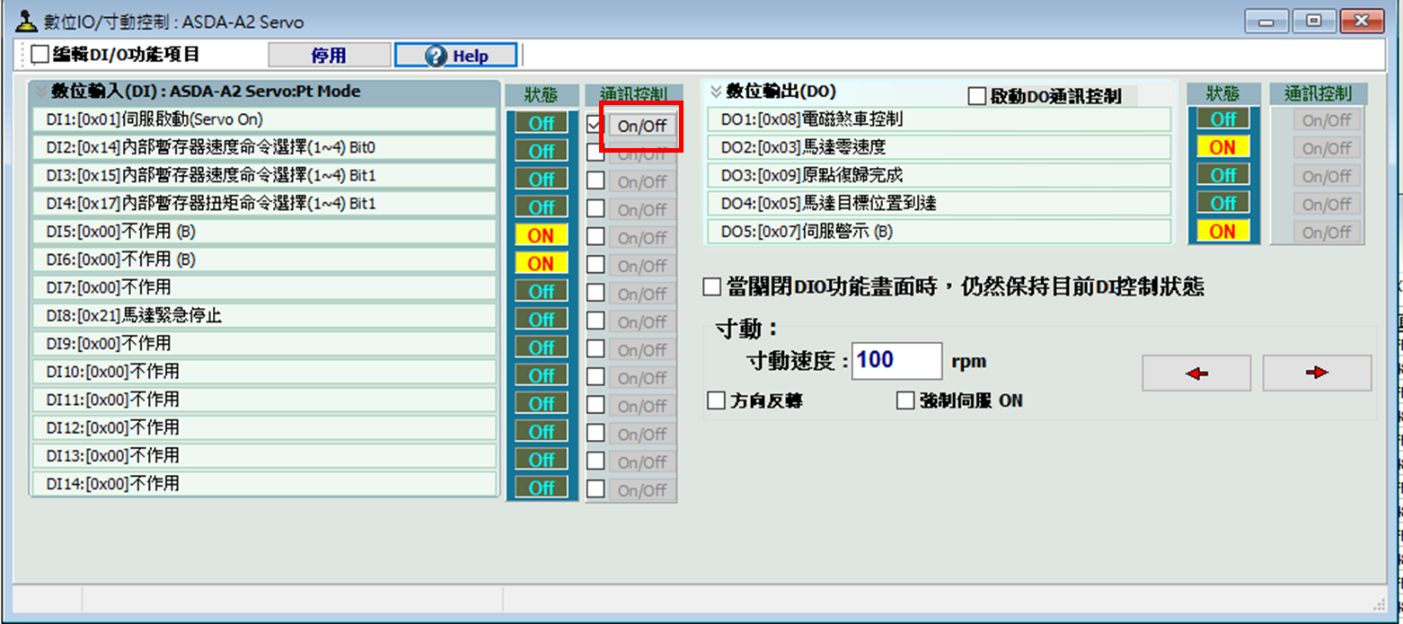 數位IO/寸動控制 : ASDA-A2 Servo
編輯DI/O功能項目 停用 Help
數位輸入(DI) : ASDA-A2 Servo:Pt Mode 狀態 通訊控制
DI1:[0x01]伺服啟動(Servo On) Off On/Off
DI2:[0x14]內部暫存器速度命令選擇(1~4) Bit0 Off On/Off
DI3:[0x15]內部暫存器速度命令選擇(1~4) Bit1 Off On/Off
DI4:[0x17]內部暫存器扭矩命令選擇(1~4) Bit1 Off On/Off
DI5:[0x00]不作用 (B) ON On/Off
DI6:[0x00]不作用 (B) ON On/Off
DI7:[0x00]不作用 Off On/Off
DI8:[0x21]馬達緊急停止 Off On/Off
DI9:[0x00]不作用 Off On/Off
DI10:[0x00]不作用 Off On/Off
DI11:[0x00]不作用 Off On/Off
DI12:[0x00]不作用 Off On/Off
DI13:[0x00]不作用 Off On/Off
DI14:[0x00]不作用 Off On/Off
數位輸出(DO) 啟動DO通訊控制 狀態 通訊控制
DO1:[0x08]電磁煞車控制 Off On/Off
DO2:[0x03]馬達零速度 ON On/Off
DO3:[0x09]原點復歸完成 Off On/Off
DO4:[0x05]馬達目標位置到達 Off On/Off
DO5:[0x07]伺服警示 (B) ON On/Off
當關閉DIO功能畫面時，仍然保持目前DI控制狀態
寸動：
寸動速度 : 100 rpm
方向反轉 強制伺服 ON